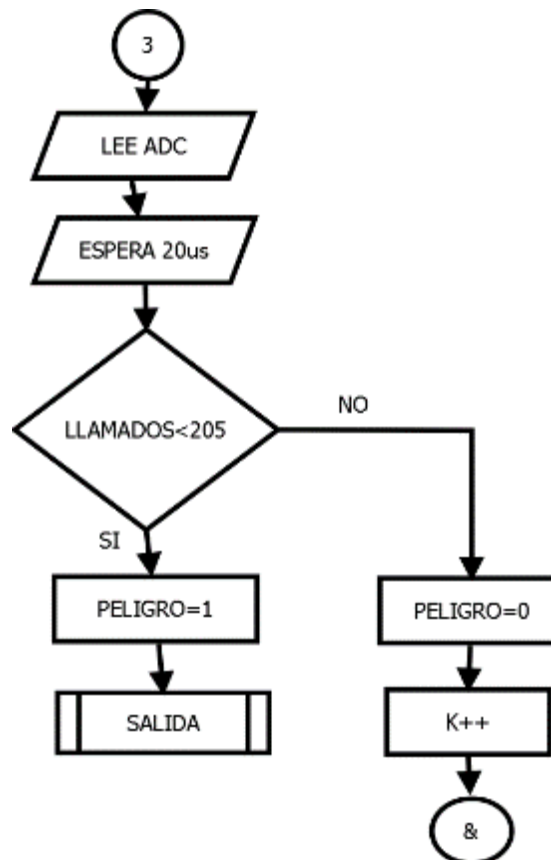 3
LEE ADC
ESPERA 20us
LLAMADOS<205
NO
SI
PELIGRO=1
PELIGRO=0
SALIDA
K++
&